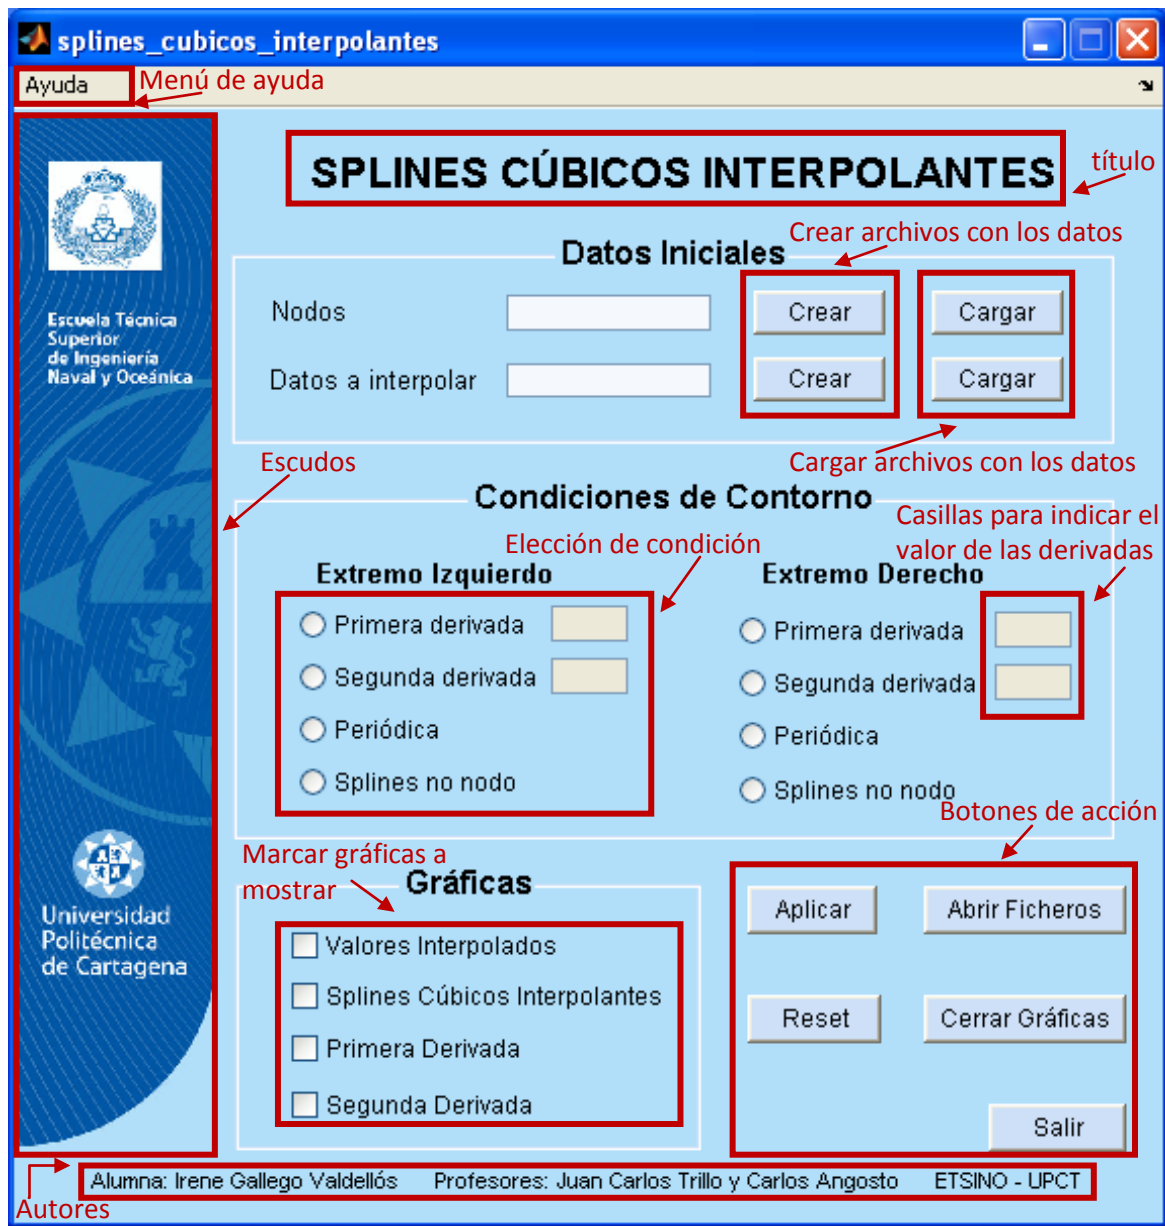 splines_cubicos_interpolantes
Ayuda
Menú de ayuda
SPLINES CÚBICOS INTERPOLANTES
título
Crear archivos con los datos
Datos Iniciales
Nodos
Crear
Cargar
Datos a interpolar
Crear
Cargar
Escuela Técnica
Superior
de Ingeniería
Naval y Oceánica
Escudos
Cargar archivos con los datos
Condiciones de Contorno
Casillas para indicar el
valor de las derivadas
Elección de condición
Extremo Izquierdo
Extremo Derecho
Primera derivada
Segunda derivada
Periódica
Splines no nodo
Primera derivada
Segunda derivada
Periódica
Splines no nodo
Botones de acción
Marcar gráficas a
mostrar
Gráficas
Valores Interpolados
Splines Cúbicos Interpolantes
Primera Derivada
Segunda Derivada
Aplicar
Abrir Ficheros
Reset
Cerrar Gráficas
Salir
Universidad
Politécnica
de Cartagena
Alumna: Irene Gallego Valdellós Profesores: Juan Carlos Trillo y Carlos Angosto ETSINO - UPCT
Autores